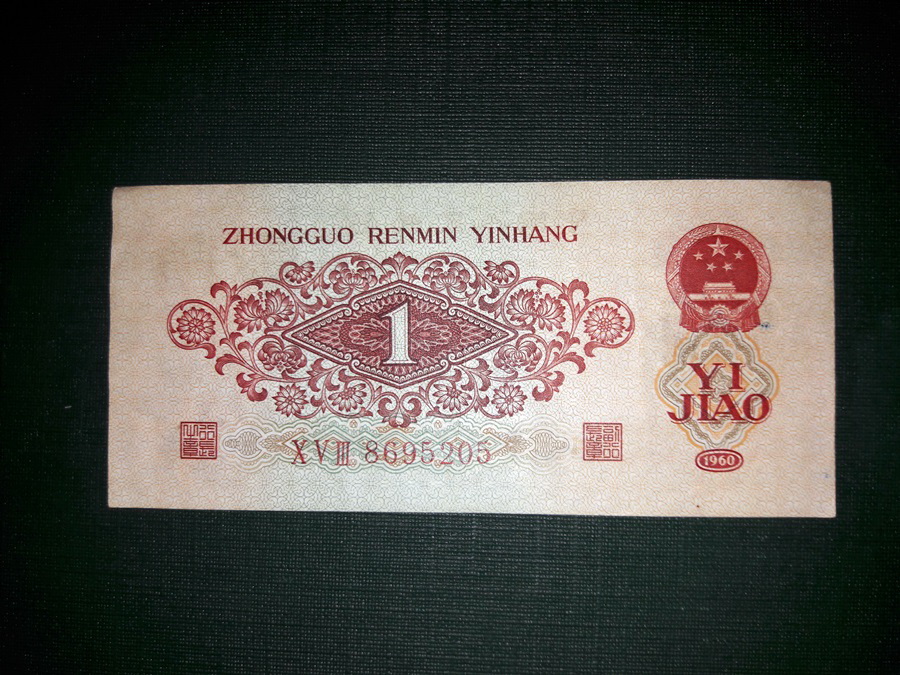 ZHONGGUO RENMIN YINHANG
1
YI
JIAO
XVIII 8695205
1960